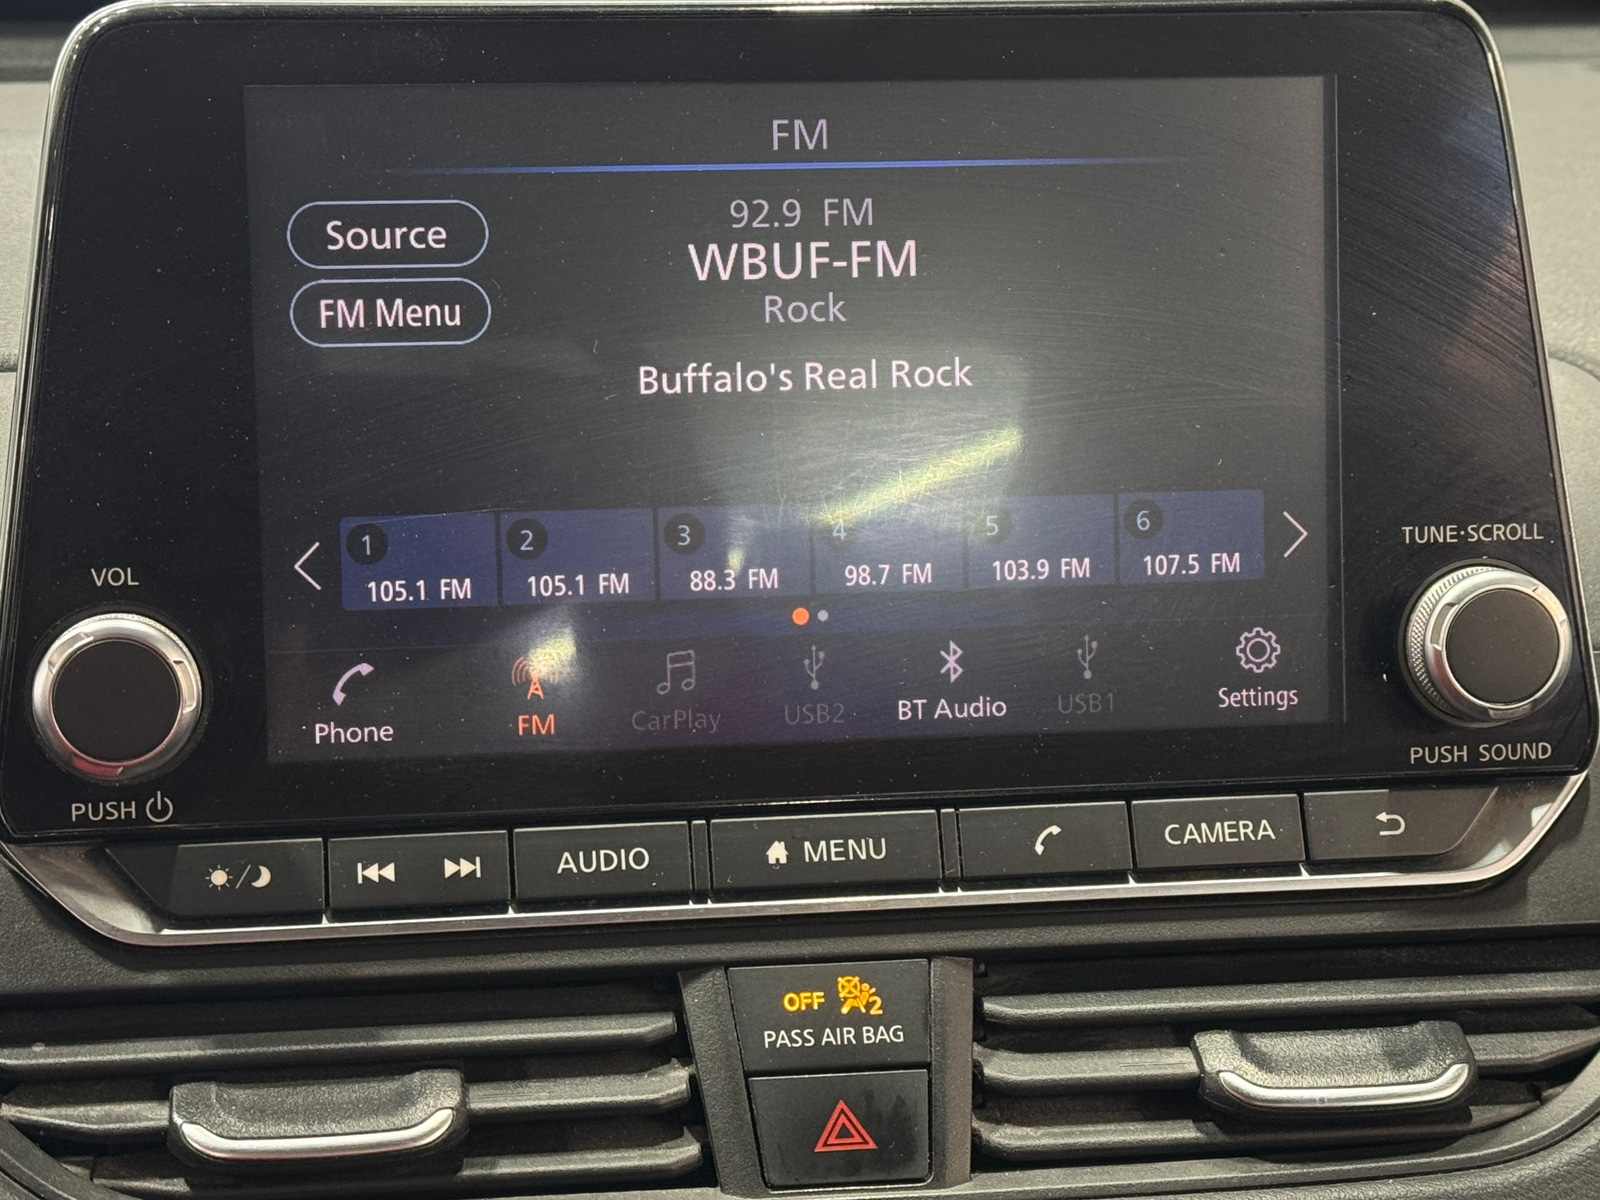 FM
Source
92.9 FM
WBUF-FM
FM Menu
Rock
Buffalo's Real Rock
1 2 3 4 5 6
105.1 FM 105.1 FM 88.3 FM 98.7 FM 103.9 FM 107.5 FM
Phone FM CarPlay USB2 BT Audio USB1 Settings
VOL
PUSH
TUNE·SCROLL
PUSH SOUND
AUDIO MENU CAMERA
OFF 2
PASS AIR BAG